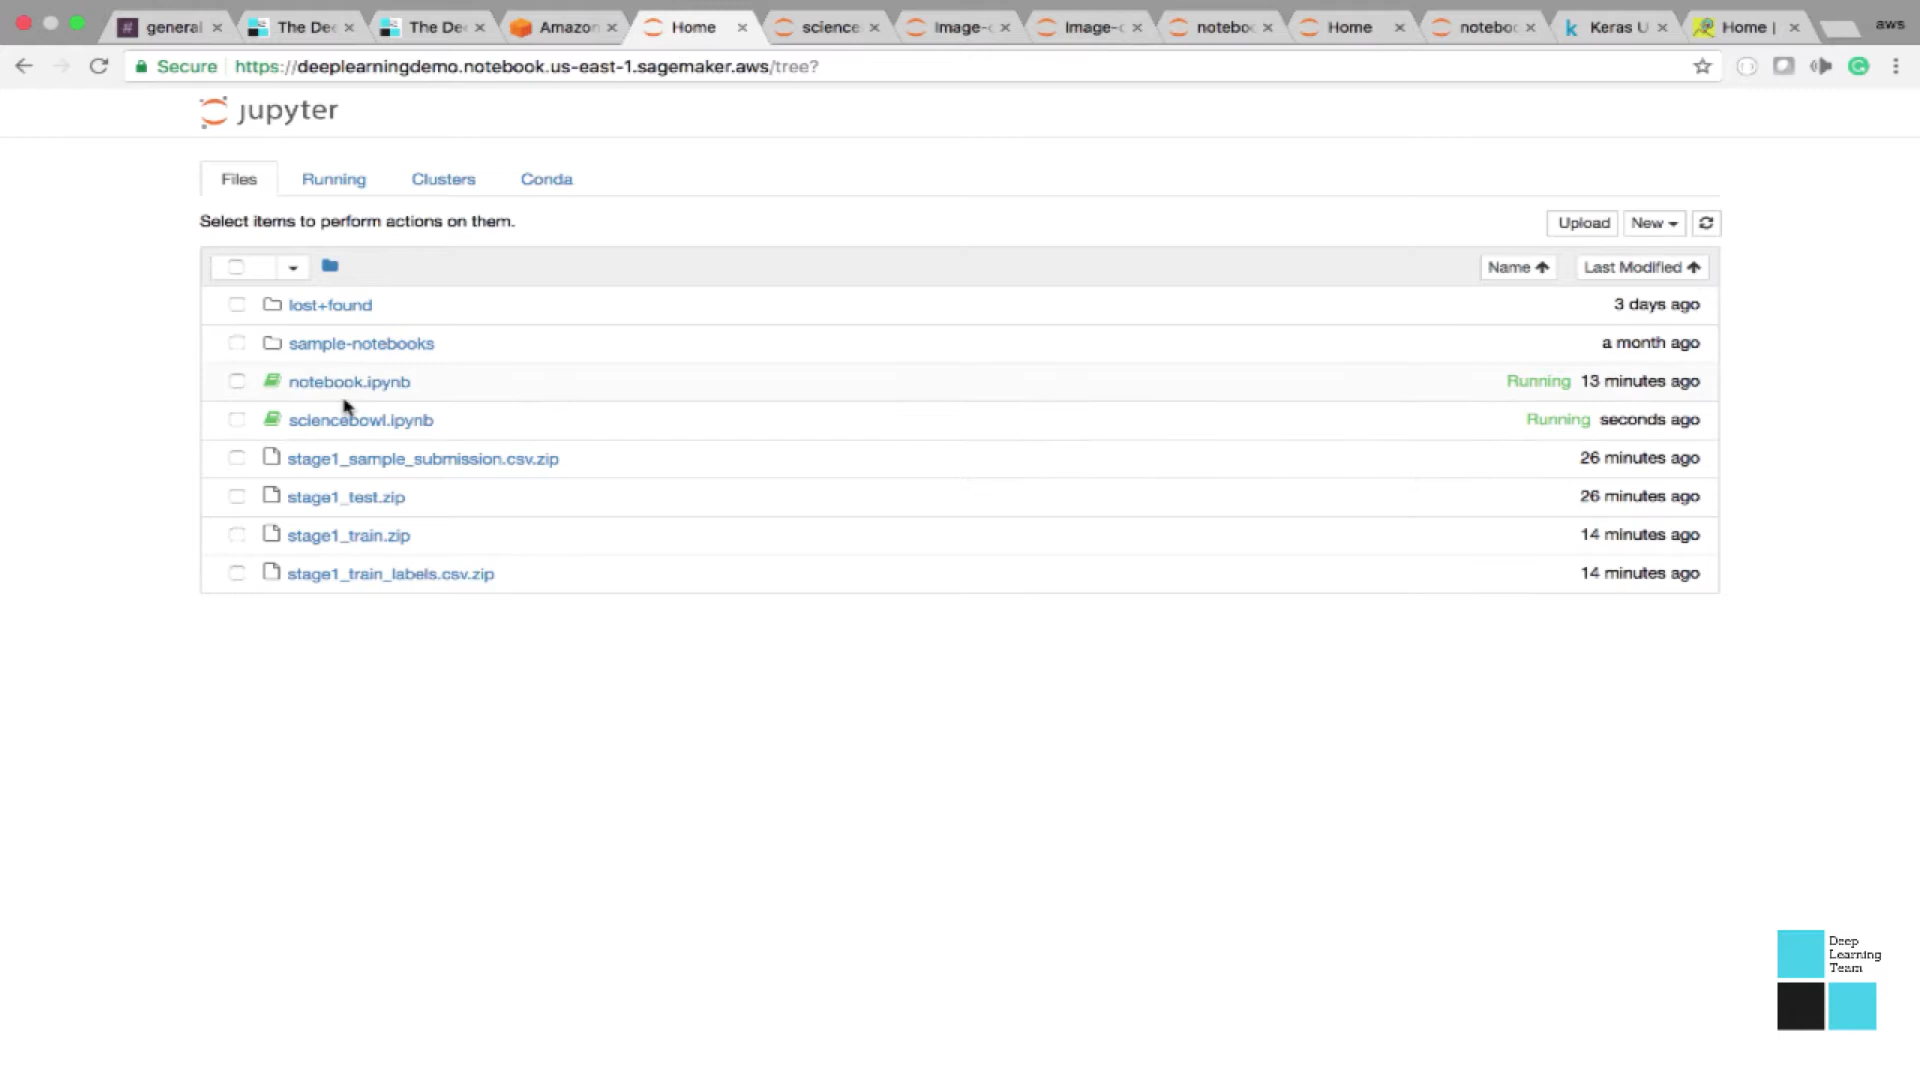 general The Dee The Dee Amazon Home science Image-c Image-c notebo Home notebo Keras U Home | aws
Secure https://deeplearningdemo.notebook.us-east-1.sagemaker.aws/tree?
jupyter
Files Running Clusters Conda
Select items to perform actions on them. Upload New
Name Last Modified
lost+found 3 days ago
sample-notebooks a month ago
notebook.ipynb Running 13 minutes ago
sciencebowl.ipynb Running seconds ago
stage1_sample_submission.csv.zip 26 minutes ago
stage1_test.zip 26 minutes ago
stage1_train.zip 14 minutes ago
stage1_train_labels.csv.zip 14 minutes ago
Deep
Learning
Team